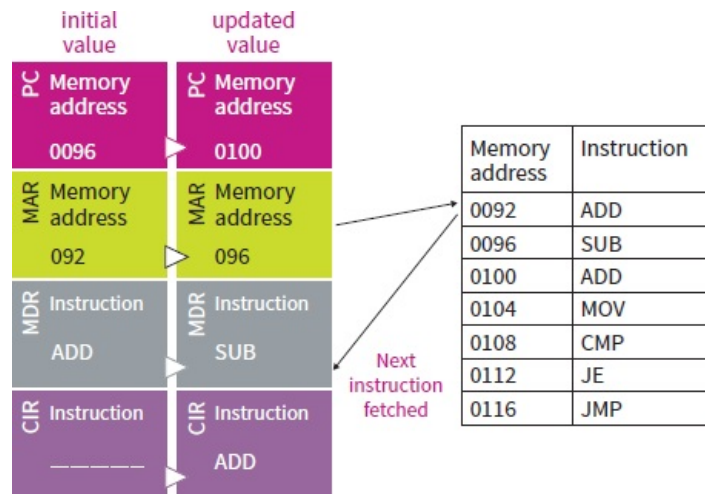 initial
value
updated
value
PC
Memory
address
0096
PC
Memory
address
0100
MAR
Memory
address
092
MAR
Memory
address
096
MDR
Instruction
ADD
MDR
Instruction
SUB
CIR
Instruction
——————
CIR
Instruction
ADD
Next
instruction
fetched
Memory
address
Instruction
0092 ADD
0096 SUB
0100 ADD
0104 MOV
0108 CMP
0112 JE
0116 JMP